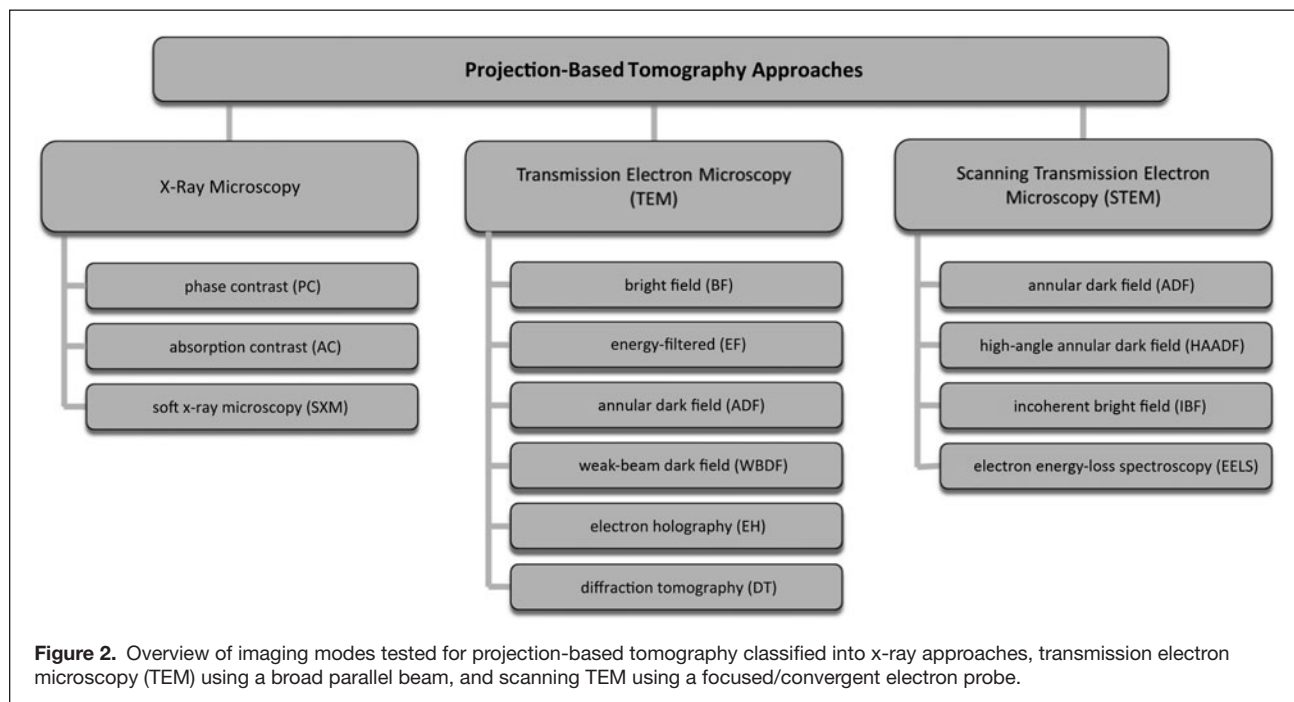 Projection-Based Tomography Approaches
X-Ray Microscopy
phase contrast (PC)
absorption contrast (AC)
soft x-ray microscopy (SXM)
Transmission Electron Microscopy
(TEM)
bright field (BF)
energy-filtered (EF)
annular dark field (ADF)
weak-beam dark field (WBDF)
electron holography (EH)
diffraction tomography (DT)
Scanning Transmission Electron
Microscopy (STEM)
annular dark field (ADF)
high-angle annular dark field (HAADF)
incoherent bright field (IBF)
electron energy-loss spectroscopy (EELS)
Figure 2. Overview of imaging modes tested for projection-based tomography classified into x-ray approaches, transmission electron
microscopy (TEM) using a broad parallel beam, and scanning TEM using a focused/convergent electron probe.